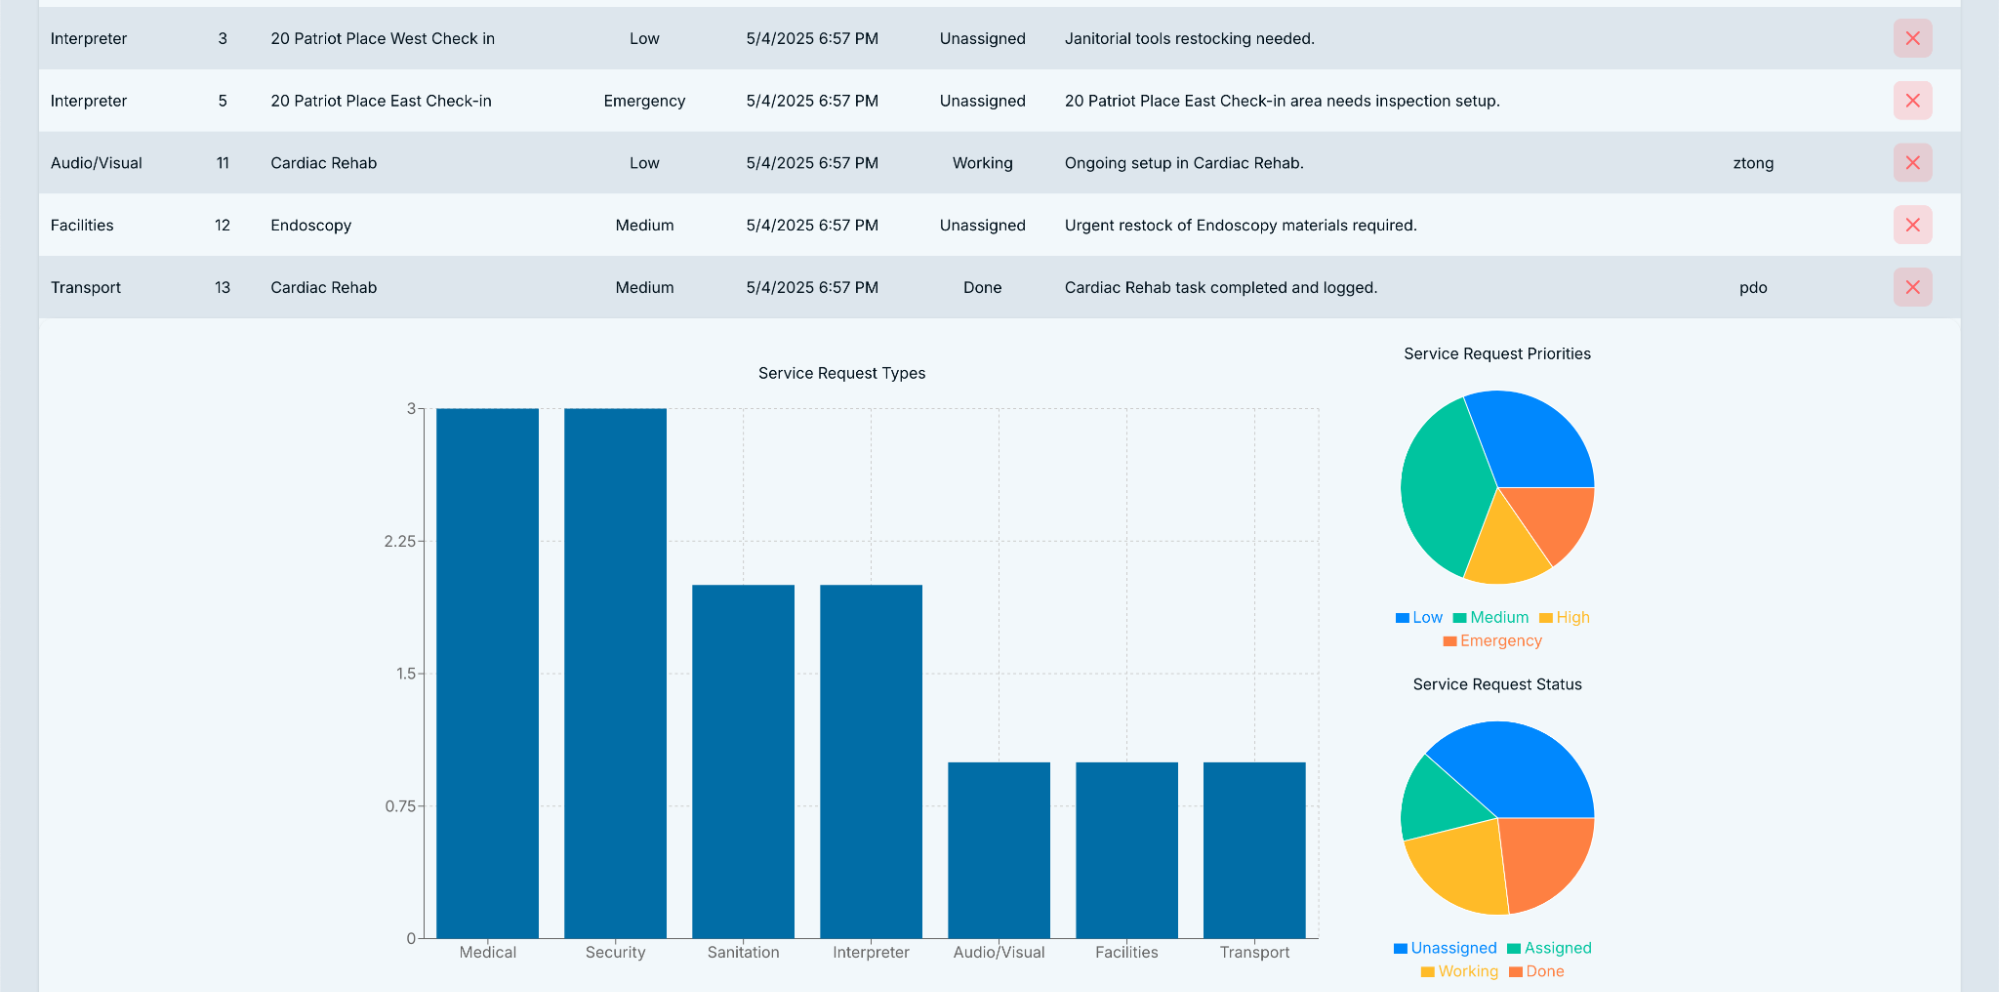 Interpreter 3 20 Patriot Place West Check in Low 5/4/2025 6:57 PM Unassigned Janitorial tools restocking needed.
Interpreter 5 20 Patriot Place East Check-in Emergency 5/4/2025 6:57 PM Unassigned 20 Patriot Place East Check-in area needs inspection setup.
Audio/Visual 11 Cardiac Rehab Low 5/4/2025 6:57 PM Working Ongoing setup in Cardiac Rehab. ztong
Facilities 12 Endoscopy Medium 5/4/2025 6:57 PM Unassigned Urgent restock of Endoscopy materials required.
Transport 13 Cardiac Rehab Medium 5/4/2025 6:57 PM Done Cardiac Rehab task completed and logged. pdo
Service Request Types
3
2.25
1.5
0.75
0
Medical Security Sanitation Interpreter Audio/Visual Facilities Transport
Service Request Priorities
Low Medium High
Emergency
Service Request Status
Unassigned Assigned
Working Done